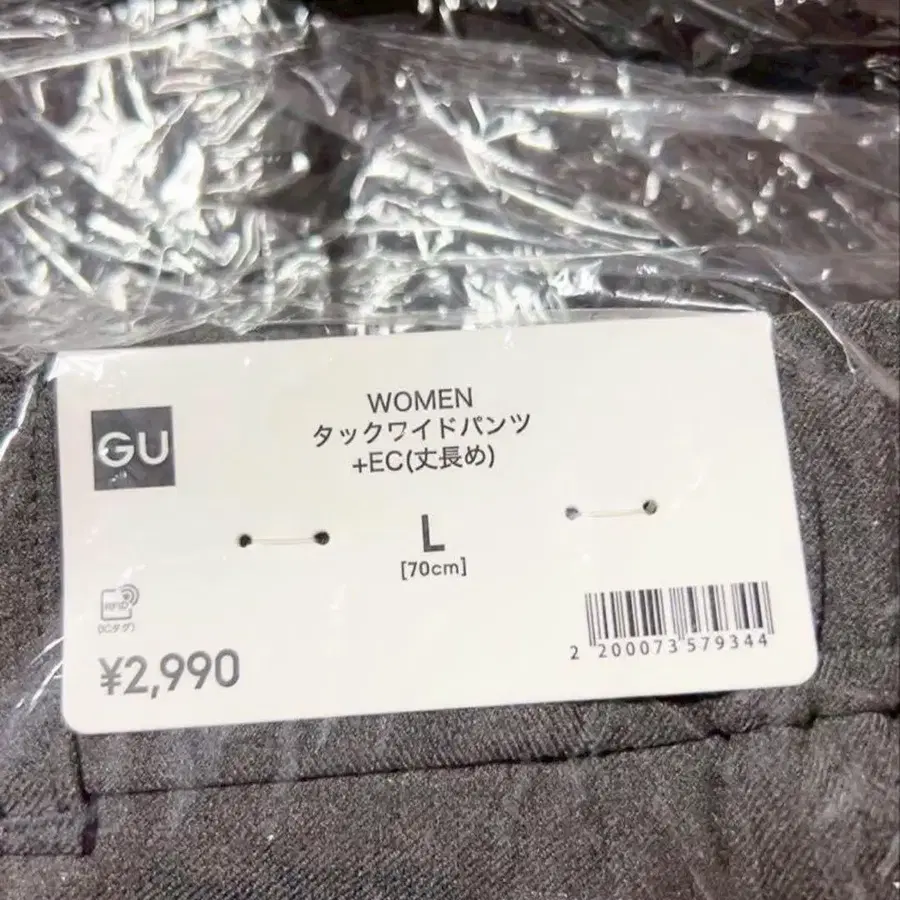 GU
WOMEN
タックワイドパンツ
+EC(丈長め)
L
[70cm]
RFID
(ICタグ)
¥2,990
2 200073 579344